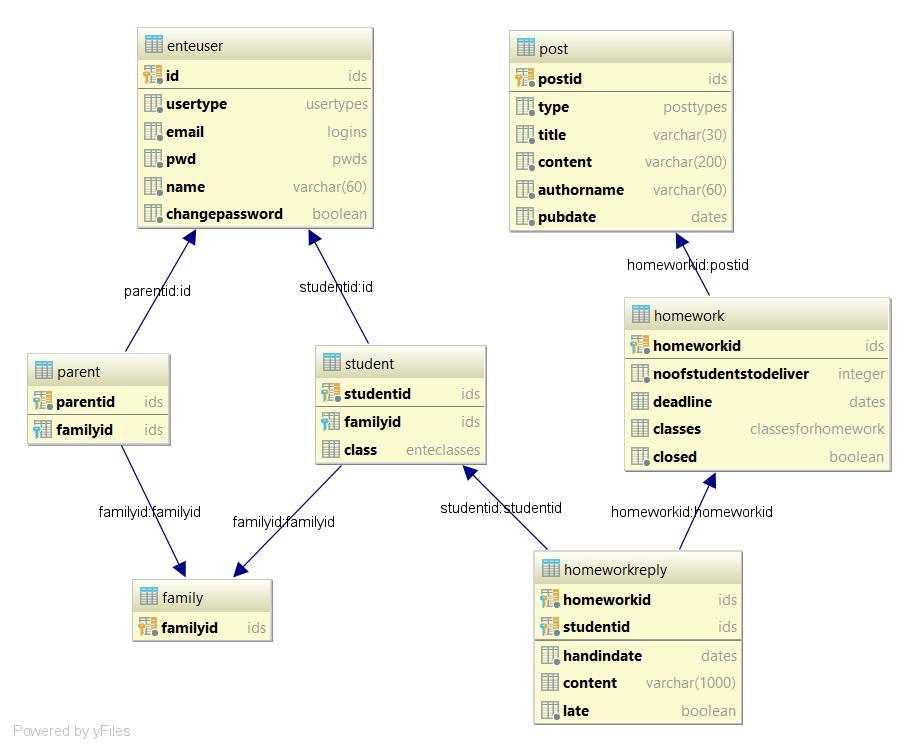 enteuser
id ids
usertype usertypes
email logins
pwd pwds
name varchar(60)
changepassword boolean
post
postid ids
type posttypes
title varchar(30)
content varchar(200)
authorname varchar(60)
pubdate dates
parentid:id
studentid:id
homeworkid:postid
parent
parentid ids
familyid ids
student
studentid ids
familyid ids
class enteclasses
homework
homeworkid ids
noofstudentstodeliver integer
deadline dates
classes classesforhomework
closed boolean
familyid:familyid
familyid:familyid
studentid:studentid
homeworkid:homeworkid
family
familyid ids
homeworkreply
homeworkid ids
studentid ids
handindate dates
content varchar(1000)
late boolean
Powered by yFiles